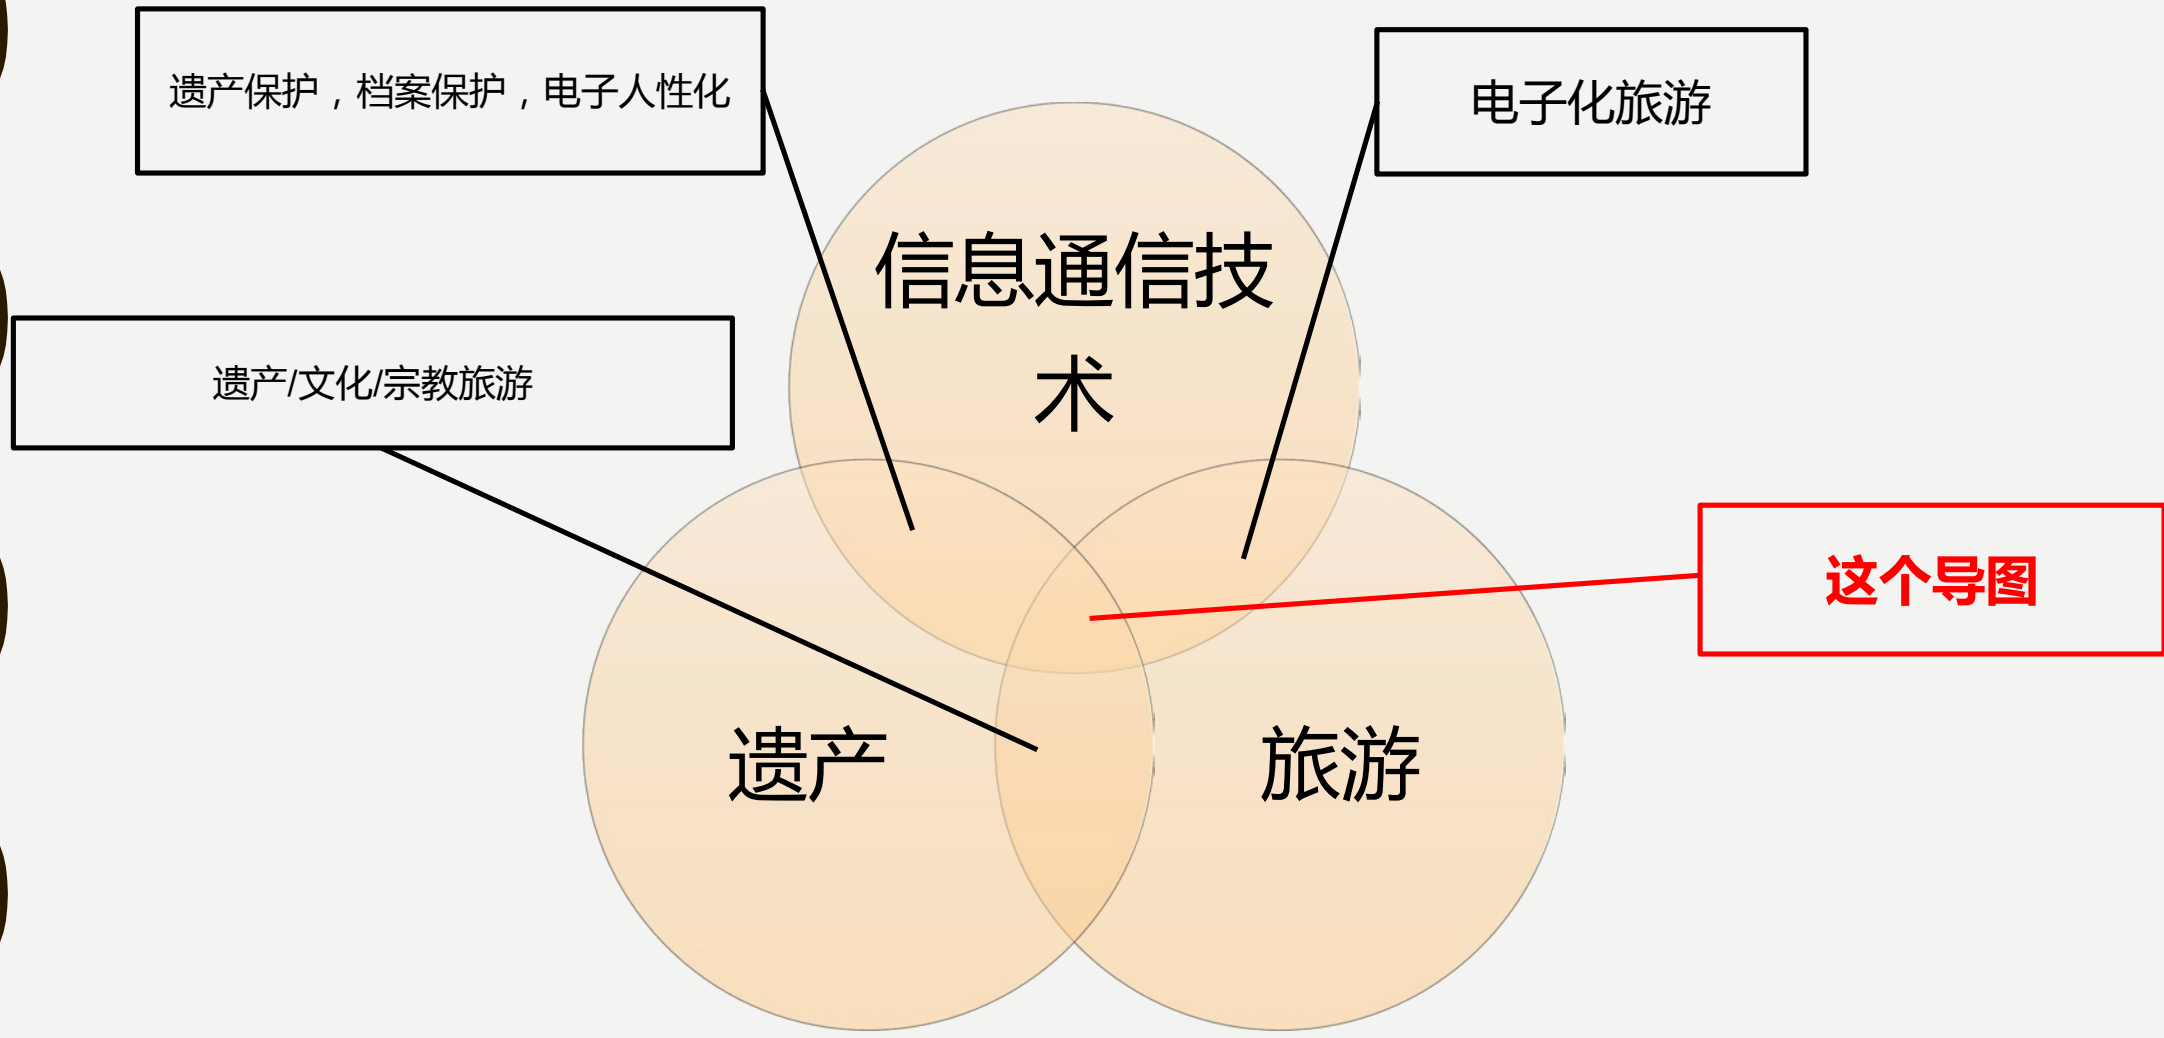 遗产保护，档案保护，电子人性化
电子化旅游
信息通信技
术
遗产/文化/宗教旅游
这个导图
遗产
旅游